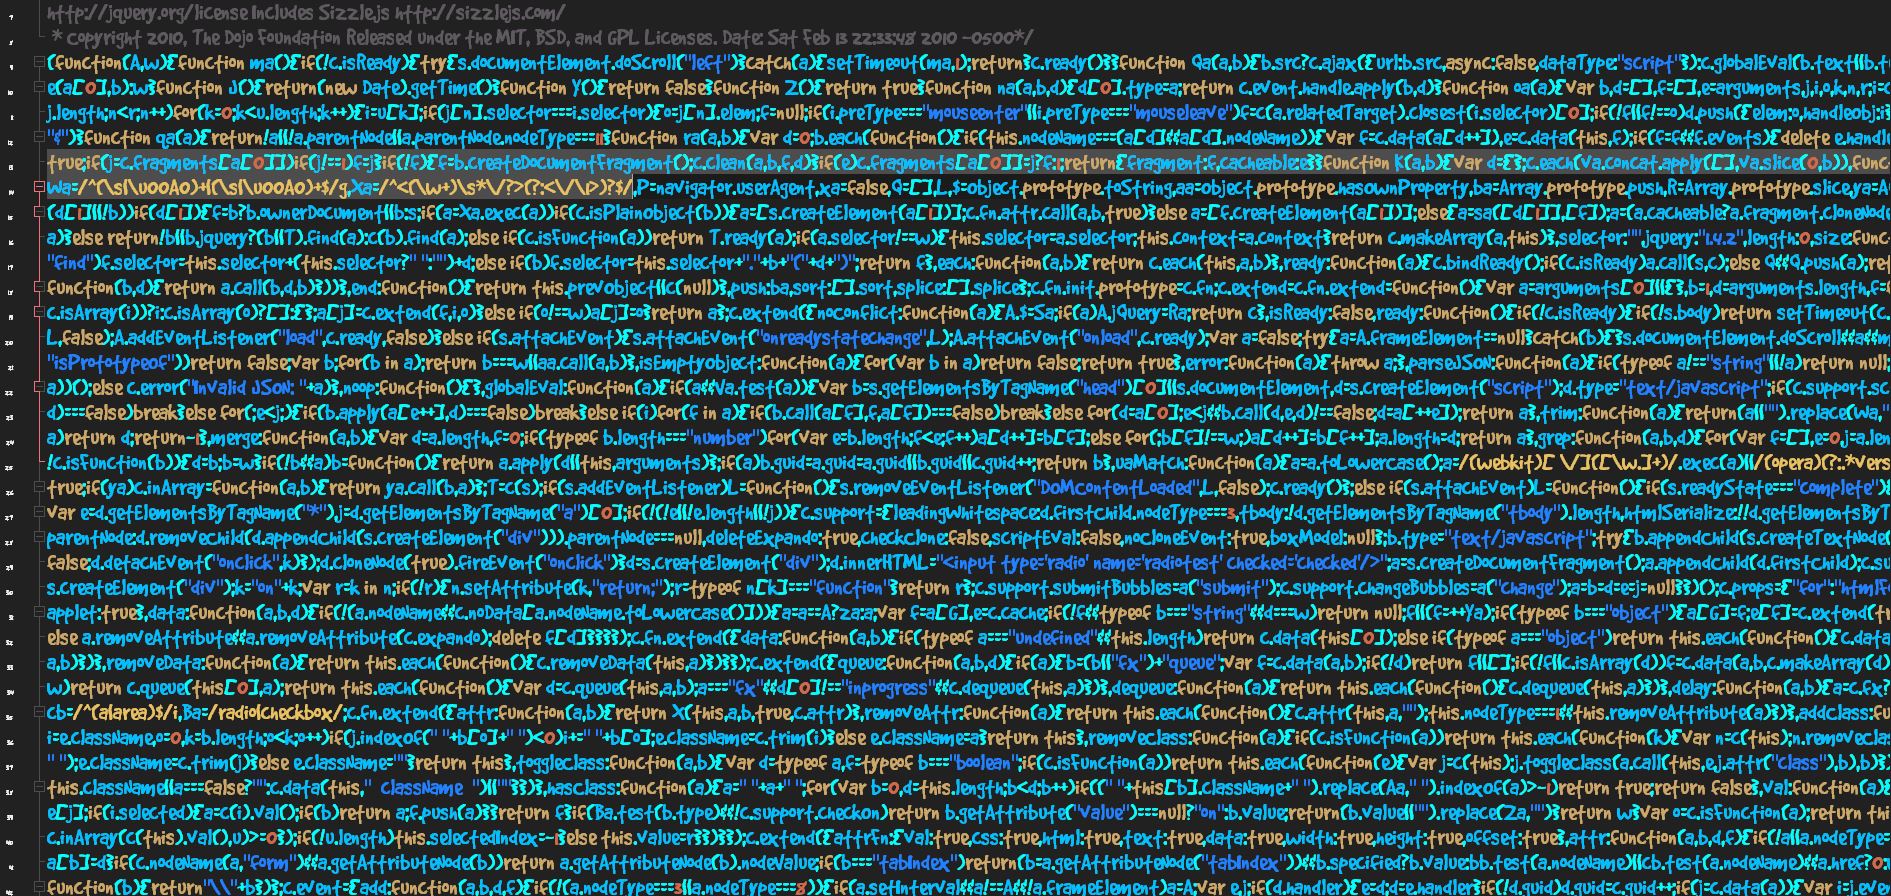 7 http://jquery.org/license Includes Sizzle.js http://sizzlejs.com/
8 * Copyright 2010, The Dojo Foundation Released under the MIT, BSD, and GPL Licenses. Date: Sat Feb 13 22:33:48 2010 -0500*/
9 (function(A,w){function ma(){if(!c.isReady){try{s.documentElement.doScroll("left")}catch(a){setTimeout(ma,1);return}c.ready()}}function Qa(a,b){b.src?c.ajax({url:b.src,async:false,dataType:"script"}):c.globalEval(b.text||b.t
10 e(a[0],b):w}function J(){return(new Date).getTime()}function Y(){return false}function Z(){return true}function na(a,b,d){d[0].type=a;return c.event.handle.apply(b,d)}function oa(a){var b,d=[],f=[],e=arguments,j,i,o,k,n,r;i=c
11 j.length;n<r;n++)for(k=0;k<u.length;k++){i=u[k];if(j[n].selector===i.selector){o=j[n].elem;f=null;if(i.preType==="mouseenter"||i.preType==="mouseleave")f=c(a.relatedTarget).closest(i.selector)[0];if(!f||f!==o)d.push({elem:o,handleObj:i
12 "&")}function qa(a){return!a||!a.parentNode||a.parentNode.nodeType===11}function ra(a,b){var d=0;b.each(function(){if(this.nodeName===(a[d]&&a[d].nodeName)){var f=c.data(a[d++]),e=c.data(this,f);if(f=f&&f.events){delete e.handl
13 true;if(j=c.fragments[a[0]])if(j!==1)f=j}if(!f){f=b.createDocumentFragment();c.clean(a,b,f,d)}if(e)c.fragments[a[0]]=j?f:1;return{fragment:f,cacheable:e}}function K(a,b){var d={};c.each(va.concat.apply([],va.slice(0,b)),func
14 Wa=/^(\s|\u00A0)+|(\s|\u00A0)+$/g,Xa=/^<(\w+)\s*\/?>(?:<\/\1>)?$/,P=navigator.userAgent,xa=false,Q=[],L,$=Object.prototype.toString,aa=Object.prototype.hasOwnProperty,ba=Array.prototype.push,R=Array.prototype.slice,ya=A
15 (d[1]||!b))if(d[1]){f=b?b.ownerDocument||b:s;if(a=Xa.exec(a))if(c.isPlainObject(b)){a=[s.createElement(a[1])];c.fn.attr.call(a,b,true)}else a=[f.createElement(a[1])];else{a=sa([d[1]],[f]);a=(a.cacheable?a.fragment.cloneNode
16 a)}else return!b||b.jquery?(b||T).find(a):c(b).find(a);else if(c.isFunction(a))return T.ready(a);if(a.selector!==w){this.selector=a.selector;this.context=a.context}return c.makeArray(a,this)},selector:"",jquery:"1.4.2",length:0,size:func
17 "find")f.selector=this.selector+(this.selector?" ":"")+d;else if(b)f.selector=this.selector+"."+b+"("+d+")";return f},each:function(a,b){return c.each(this,a,b)},ready:function(a){c.bindReady();if(c.isReady)a.call(s,c);else Q&&Q.push(a);ret
18 function(b,d){return a.call(b,d,b)}))},end:function(){return this.prevObject||c(null)},push:ba,sort:[].sort,splice:[].splice};c.fn.init.prototype=c.fn;c.extend=c.fn.extend=function(){var a=arguments[0]||{},b=1,d=arguments.length,f=
19 c.isArray(i))?i:c.isArray(o)?[]:{};a[j]=c.extend(f,i,o)}else if(o!==w)a[j]=o}return a};c.extend({noConflict:function(a){A.$=Sa;if(a)A.jQuery=Ra;return c},isReady:false,ready:function(){if(!c.isReady){if(!s.body)return setTimeout(c.
20 L,false);A.addEventListener("load",c.ready,false)}else if(s.attachEvent){s.attachEvent("onreadystatechange",L);A.attachEvent("onload",c.ready);var a=false;try{a=A.frameElement==null}catch(b){}s.documentElement.doScroll&&a&&m
21 "isPrototypeOf"))return false;var b;for(b in a);return b===w||aa.call(a,b)},isEmptyObject:function(a){for(var b in a)return false;return true},error:function(a){throw a;},parseJSON:function(a){if(typeof a!=="string"||!a)return null;
22 a))();else c.error("Invalid JSON: "+a)},noop:function(){},globalEval:function(a){if(a&&Va.test(a)){var b=s.getElementsByTagName("head")[0]||s.documentElement,d=s.createElement("script");d.type="text/javascript";if(c.support.sc
23 d)===false)break}else for(;e<j;){if(b.apply(a[e++],d)===false)break}else if(i)for(f in a){if(b.call(a[f],f,a[f])===false)break}else for(d=a[0];e<j&&b.call(d,e,d)!==false;d=a[++e]);return a},trim:function(a){return(a||"").replace(Wa,"
24 a)return d;return-1},merge:function(a,b){var d=a.length,f=0;if(typeof b.length==="number")for(var e=b.length;f<e;f++)a[d++]=b[f];else for(;b[f]!==w;)a[d++]=b[f++];a.length=d;return a},grep:function(a,b,d){for(var f=[],e=0,j=a.len
25 !c.isFunction(b)){d=b;b=w}if(!b&&a)b=function(){return a.apply(d||this,arguments)};if(a)b.guid=a.guid=a.guid||b.guid||c.guid++;return b},uaMatch:function(a){a=a.toLowerCase();a=/(webkit)[ \/]([\w.]+)/.exec(a)||/(opera)(?:.*vers
26 true;if(ya)c.inArray=function(a,b){return ya.call(b,a)};T=c(s);if(s.addEventListener)L=function(){s.removeEventListener("DOMContentLoaded",L,false);c.ready()};else if(s.attachEvent)L=function(){if(s.readyState==="complete"){
27 var e=d.getElementsByTagName("*"),j=d.getElementsByTagName("a")[0];if(!(!e||!e.length||!j)){c.support={leadingWhitespace:d.firstChild.nodeType===3,tbody:!d.getElementsByTagName("tbody").length,htmlSerialize:!!d.getElementsByT
28 parentNode:d.removeChild(d.appendChild(s.createElement("div"))).parentNode===null,deleteExpando:true,checkClone:false,scriptEval:false,noCloneEvent:true,boxModel:null};b.type="text/javascript";try{b.appendChild(s.createTextNode(
29 false;d.detachEvent("onclick",k)});d.cloneNode(true).fireEvent("onclick")}d=s.createElement("div");d.innerHTML="<input type='radio' name='radiotest' checked='checked'/>";a=s.createDocumentFragment();a.appendChild(d.firstChild);c.su
30 s.createElement("div");k="on"+k;var r=k in n;if(!r){n.setAttribute(k,"return;");r=typeof n[k]==="function"}return r};c.support.submitBubbles=a("submit");c.support.changeBubbles=a("change");a=b=d=e=j=null}})();c.props={"for":"htmlFo
31 applet:true},data:function(a,b,d){if(!(a.nodeName&&c.noData[a.nodeName.toLowerCase()])){a=a==A?za:a;var f=a[G],e=c.cache;if(!f&&typeof b==="string"&&d===w)return null;f||(f=++Ya);if(typeof b==="object"){a[G]=f;e[f]=c.extend(tr
32 else a.removeAttribute&&a.removeAttribute(c.expando);delete f[d]}}}});c.fn.extend({data:function(a,b){if(typeof a==="undefined"&&this.length)return c.data(this[0]);else if(typeof a==="object")return this.each(function(){c.data
33 a,b)})},removeData:function(a){return this.each(function(){c.removeData(this,a)})}});c.extend({queue:function(a,b,d){if(a){b=(b||"fx")+"queue";var f=c.data(a,b);if(!d)return f||[];if(!f||c.isArray(d))f=c.data(a,b,c.makeArray(d)
34 w)return c.queue(this[0],a);return this.each(function(){var d=c.queue(this,a,b);a==="fx"&&d[0]!=="inprogress"&&c.dequeue(this,a)})},dequeue:function(a){return this.each(function(){c.dequeue(this,a)})},delay:function(a,b){a=c.fx?
35 cb=/^(a|area)$/i,Ba=/radio|checkbox/;c.fn.extend({attr:function(a,b){return X(this,a,b,true,c.attr)},removeAttr:function(a){return this.each(function(){c.attr(this,a,"");this.nodeType===1&&this.removeAttribute(a)})},addClass:fu
36 i=e.className,o=0,k=b.length;o<k;o++)if(j.indexOf(" "+b[o]+" ")<0)i+=" "+b[o];e.className=c.trim(i)}else e.className=a}return this},removeClass:function(a){if(c.isFunction(a))return this.each(function(k){var n=c(this);n.removeClas
37 " ");e.className=c.trim(j)}else e.className=""}return this},toggleClass:function(a,b){var d=typeof a,f=typeof b==="boolean";if(c.isFunction(a))return this.each(function(e){var j=c(this);j.toggleClass(a.call(this,e,j.attr("class"),b),b)}
38 this.className||a===false?"":c.data(this,"__className__")||""}})},hasClass:function(a){a=" "+a+" ";for(var b=0,d=this.length;b<d;b++)if((" "+this[b].className+" ").replace(Aa," ").indexOf(a)>-1)return true;return false},val:function(a){
39 e[j];if(i.selected){a=c(i).val();if(b)return a;f.push(a)}}return f}if(Ba.test(b.type)&&!c.support.checkOn)return b.getAttribute("value")===null?"on":b.value;return(b.value||"").replace(Za,"")}return w}var o=c.isFunction(a);return thi
40 c.inArray(c(this).val(),u)>=0});if(!u.length)this.selectedIndex=-1}else this.value=r}})}});c.extend({attrFn:{val:true,css:true,html:true,text:true,data:true,width:true,height:true,offset:true},attr:function(a,b,d,f){if(!a||a.nodeType=
41 a[b]=d}if(c.nodeName(a,"form")&&a.getAttributeNode(b))return a.getAttributeNode(b).nodeValue;if(b==="tabIndex")return(b=a.getAttributeNode("tabIndex"))&&b.specified?b.value:bb.test(a.nodeName)||cb.test(a.nodeName)&&a.href?0:
42 function(b){return"\\"+b})};c.event={add:function(a,b,d,f){if(!(a.nodeType===3||a.nodeType===8)){if(a.setInterval&&a!==A&&!a.frameElement)a=A;var e,j;if(d.handler){e=d;d=e.handler}if(!d.guid)d.guid=c.guid++;if(j=c.data(a)){var i=j.eve